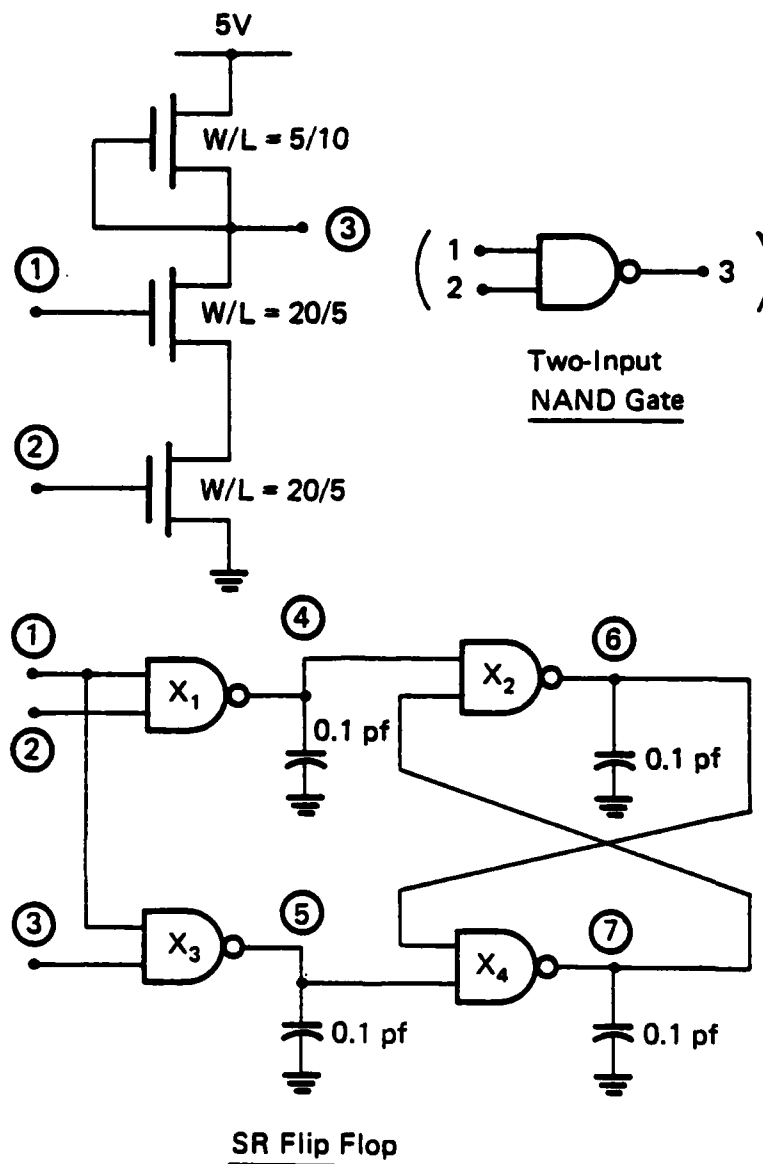 5V
W/L = 5/10
3
1
W/L = 20/5
1
2
3
Two-Input
NAND Gate
2
W/L = 20/5
1
4
6
X1
X2
2
0.1 pf
0.1 pf
3
5
7
X3
X4
0.1 pf
0.1 pf
SR Flip Flop